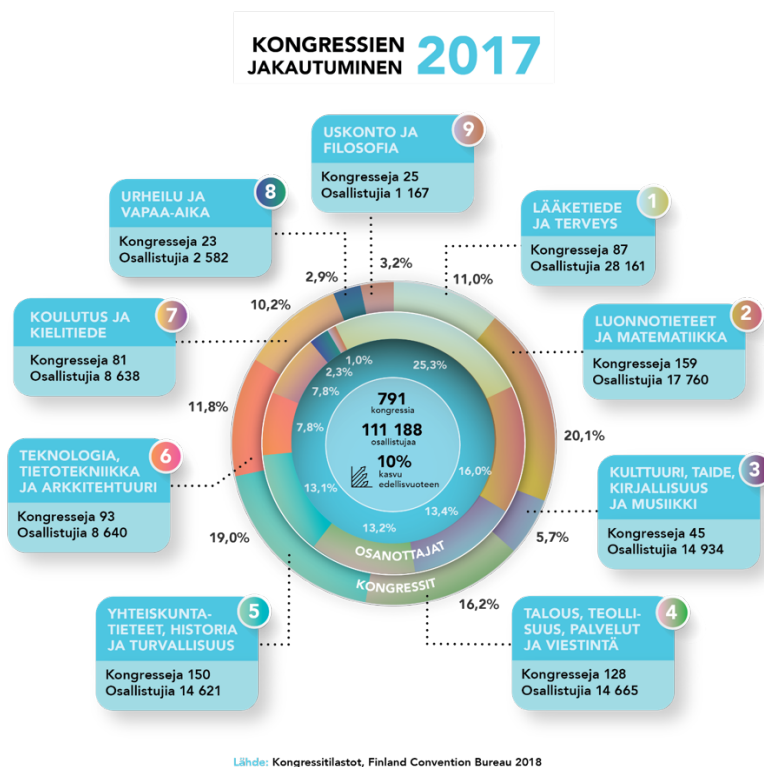 KONGRESSIEN
JAKAUTUMINEN 2017
9
USKONTO JA
FILOSOFIA
Kongresseja 25
Osallistujia 1 167
8
URHEILU JA
VAPAA-AIKA
Kongresseja 23
Osallistujia 2 582
1
LÄÄKETIEDE
JA TERVEYS
Kongresseja 87
Osallistujia 28 161
7
KOULUTUS JA
KIELITIEDE
Kongresseja 81
Osallistujia 8 638
2
LUONNOTIETEET
JA MATEMATIIKKA
Kongresseja 159
Osallistujia 17 760
6
TEKNOLOGIA,
TIETOTEKNIIKKA
JA ARKKITEHTUURI
Kongresseja 93
Osallistujia 8 640
3
KULTTUURI, TAIDE,
KIRJALLISUUS
JA MUSIIKKI
Kongresseja 45
Osallistujia 14 934
5
YHTEISKUNTA-
TIETEET, HISTORIA
JA TURVALLISUUS
Kongresseja 150
Osallistujia 14 621
4
TALOUS, TEOLLI-
SUUS, PALVELUT
JA VIESTINTÄ
Kongresseja 128
Osallistujia 14 665
3,2%
11,0%
2,9%
10,2%
11,8%
20,1%
19,0%
5,7%
16,2%
1,0%
25,3%
2,3%
7,8%
7,8%
16,0%
13,1%
13,4%
13,2%
791
kongressia
111 188
osallistujaa
10%
kasvu
edellisvuoteen
OSANOTTAJAT
KONGRESSIT
Lähde: Kongressitilastot, Finland Convention Bureau 2018